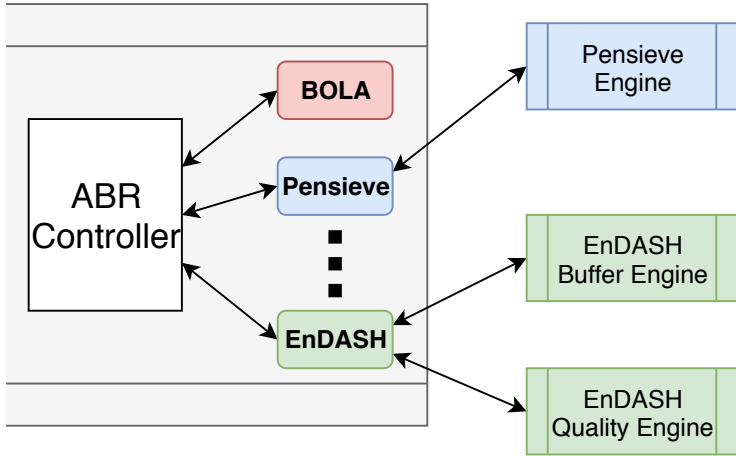 ABR
Controller
BOLA
Pensieve
EnDASH
Pensieve
Engine
EnDASH
Buffer Engine
EnDASH
Quality Engine